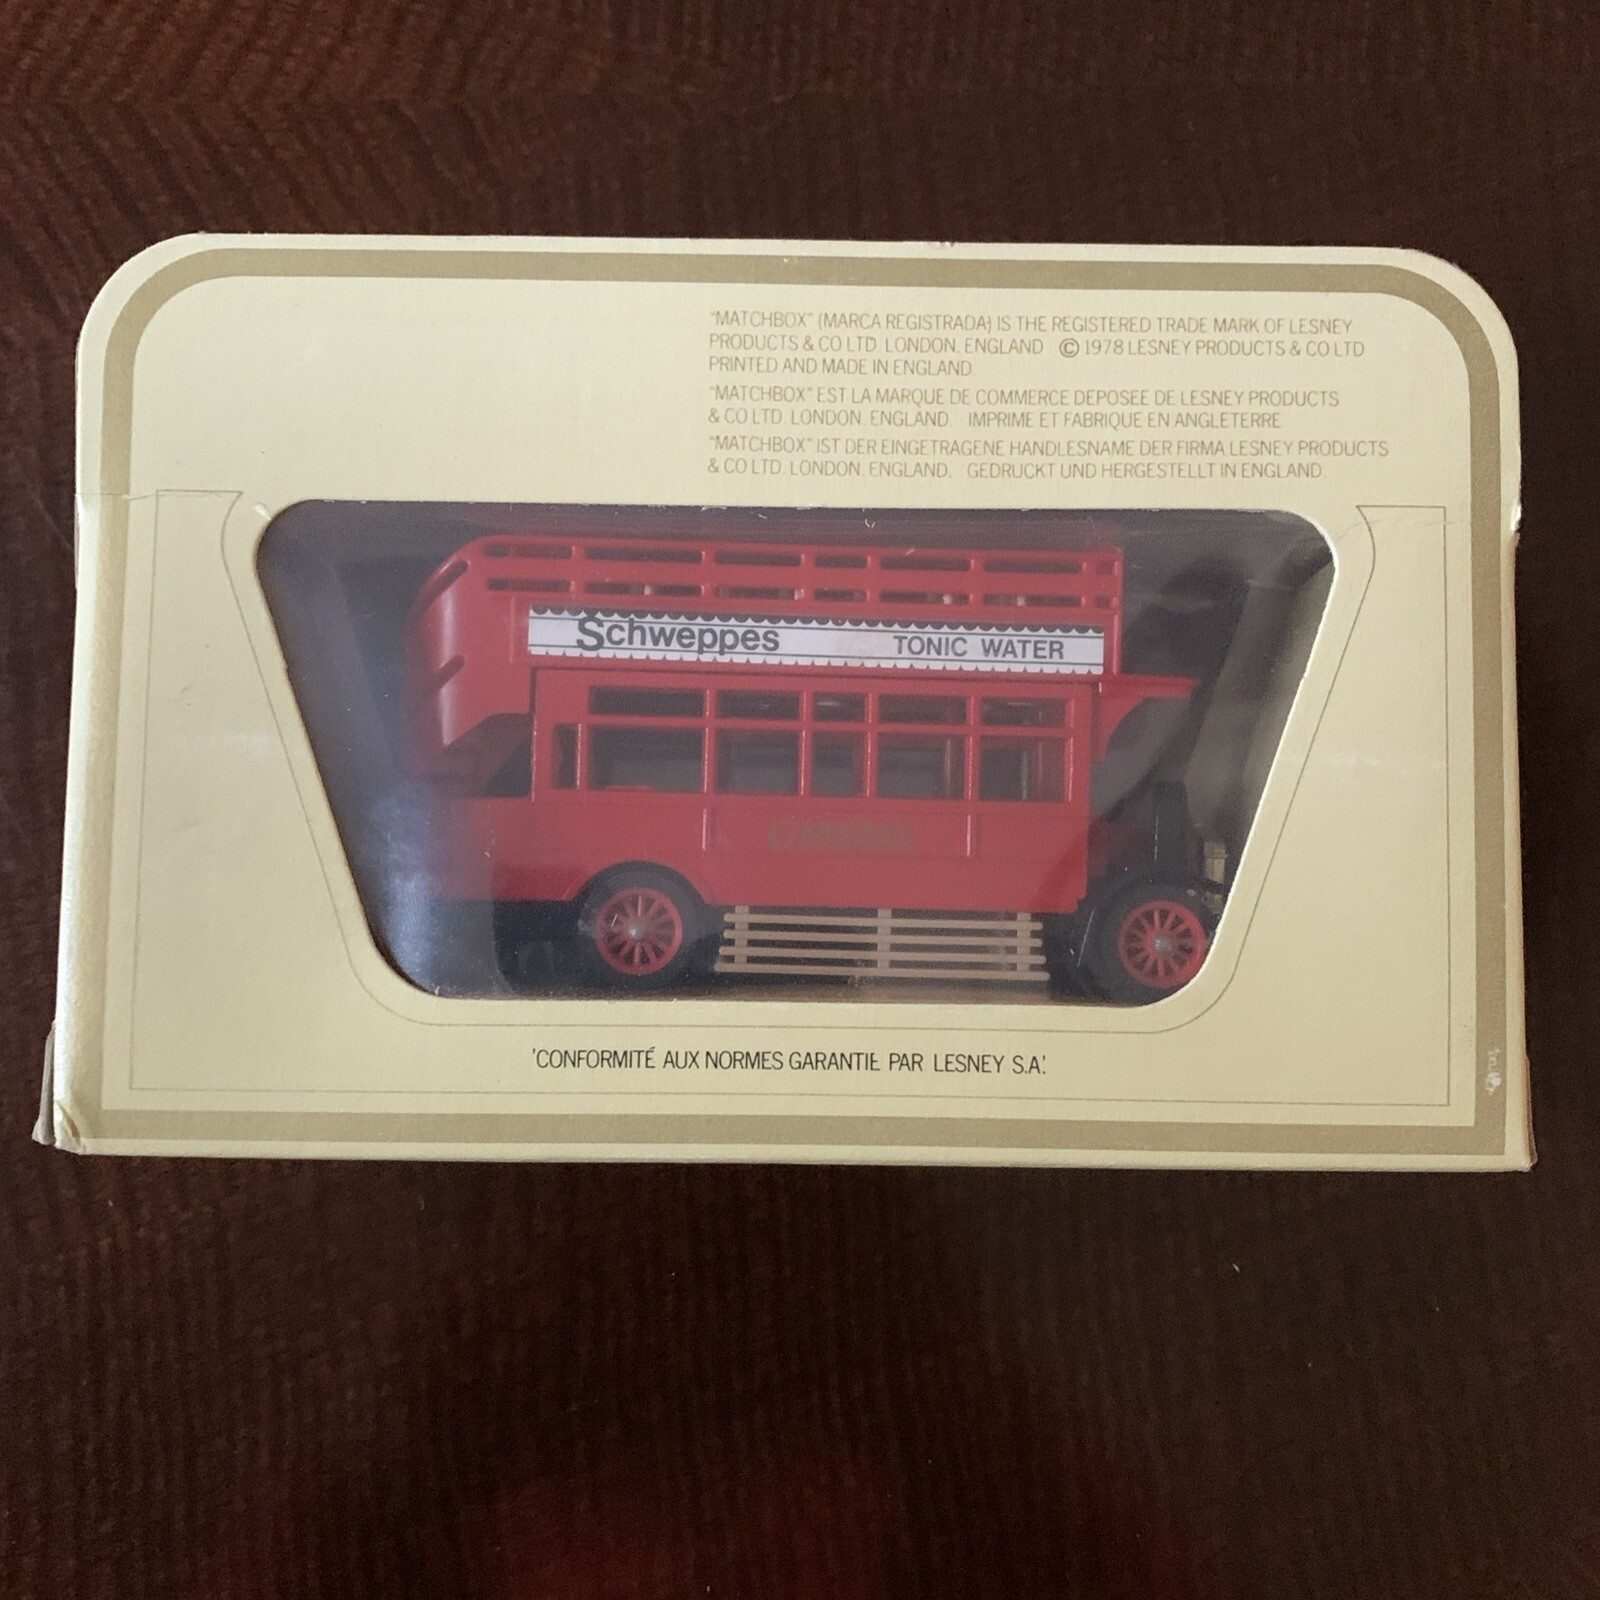 "MATCHBOX" (MARCA REGISTRADA) IS THE REGISTERED TRADE MARK OF LESNEY
PRODUCTS & CO LTD. LONDON, ENGLAND © 1978 LESNEY PRODUCTS & CO LTD
PRINTED AND MADE IN ENGLAND.
"MATCHBOX" EST LA MARQUE DE COMMERCE DEPOSEE DE LESNEY PRODUCTS
& CO LTD. LONDON. ENGLAND. IMPRIME ET FABRIQUE EN ANGLETERRE
"MATCHBOX" IST DER EINGETRAGENE HANDLESNAME DER FIRMA LESNEY PRODUCTS
& CO LTD. LONDON. ENGLAND. GEDRUCKT UND HERGESTELLT IN ENGLAND.
Schweppes TONIC WATER
GENERAL
'CONFORMITÉ AUX NORMES GARANTIE PAR LESNEY S.A.'